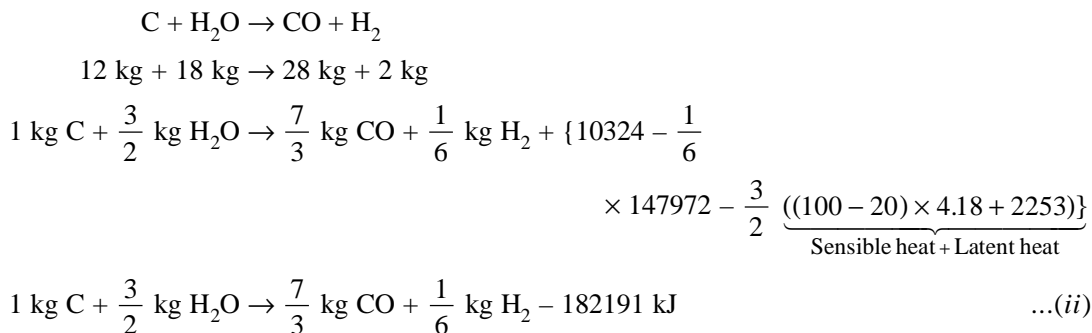 C + H₂O → CO + H₂
12 kg + 18 kg → 28 kg + 2 kg
1 kg C + 3/2 kg H₂O → 7/3 kg CO + 1/6 kg H₂ + {10324 – 1/6
× 147972 – 3/2 ((100 – 20) × 4.18 + 2253)}
Sensible heat + Latent heat
1 kg C + 3/2 kg H₂O → 7/3 kg CO + 1/6 kg H₂ – 182191 kJ ...(ii)